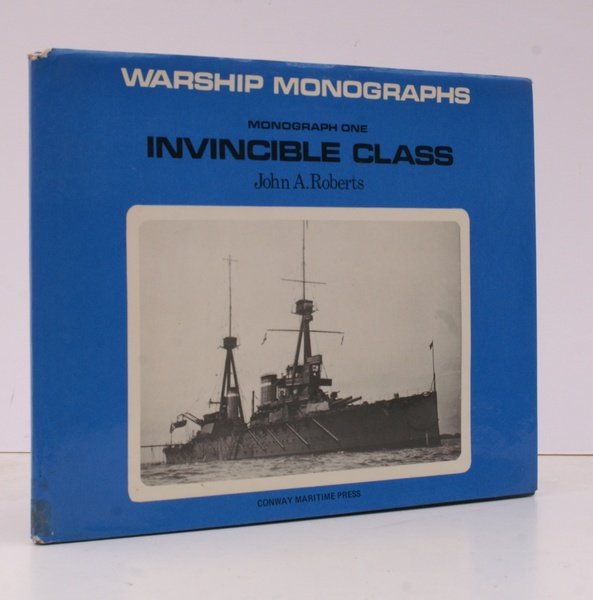 WARSHIP MONOGRAPHS
MONOGRAPH ONE
INVINCIBLE CLASS
John A. Roberts
CONWAY MARITIME PRESS